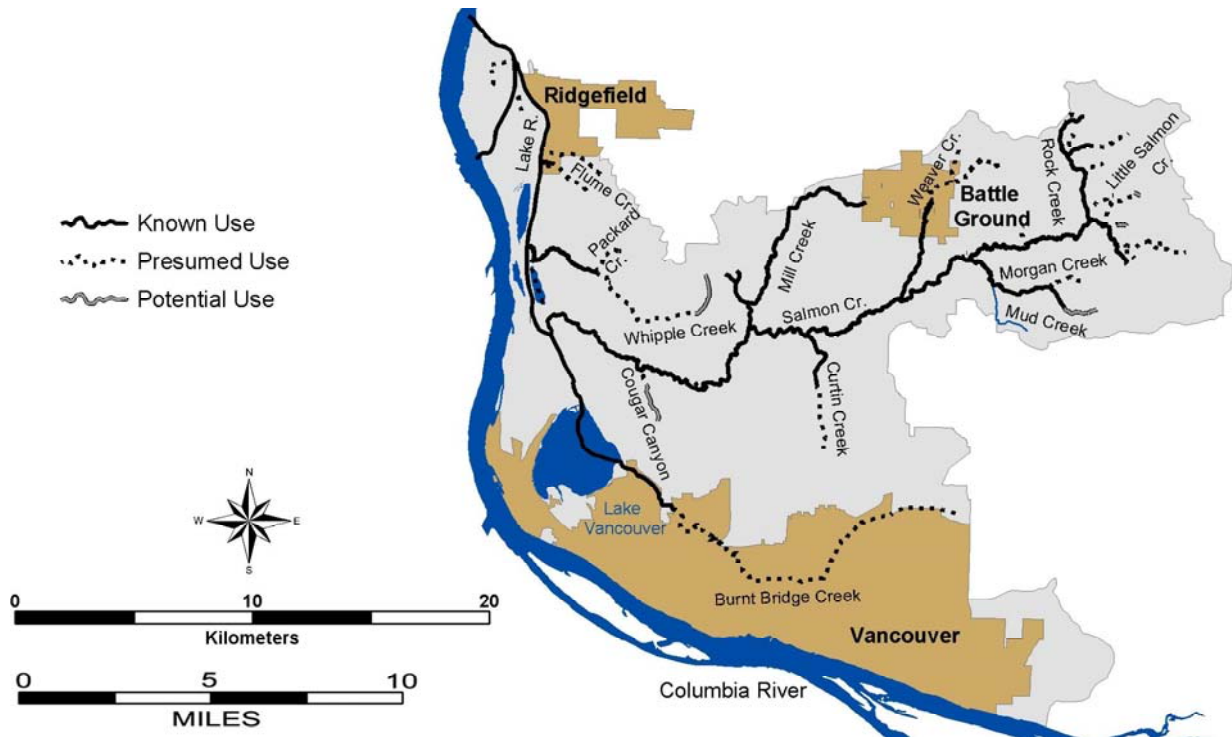 Known Use
Presumed Use
Potential Use
Ridgefield
Lake R.
Flume Cr.
Packard
Cr.
Whipple Creek
Mill Creek
Salmon Cr.
Weaver Cr.
Battle
Ground
Rock Creek
Little Salmon
Cr.
Morgan Creek
Mud Creek
Curtin Creek
Cougar Canyon
Lake
Vancouver
Burnt Bridge Creek
Vancouver
Columbia River
N
W
E
S
0 10 20
Kilometers
0 5 10
MILES